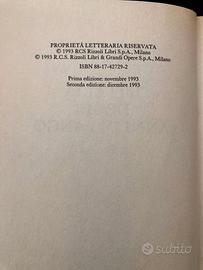 PROPRIETÀ LETTERARIA RISERVATA
© 1993 RCS Rizzoli Libri S.p.A., Milano
© 1993 R.C.S. Rizzoli Libri & Grandi Opere S.p.A., Milano
ISBN 88-17-42729-2
Prima edizione: novembre 1993
Seconda edizione: dicembre 1993
subito